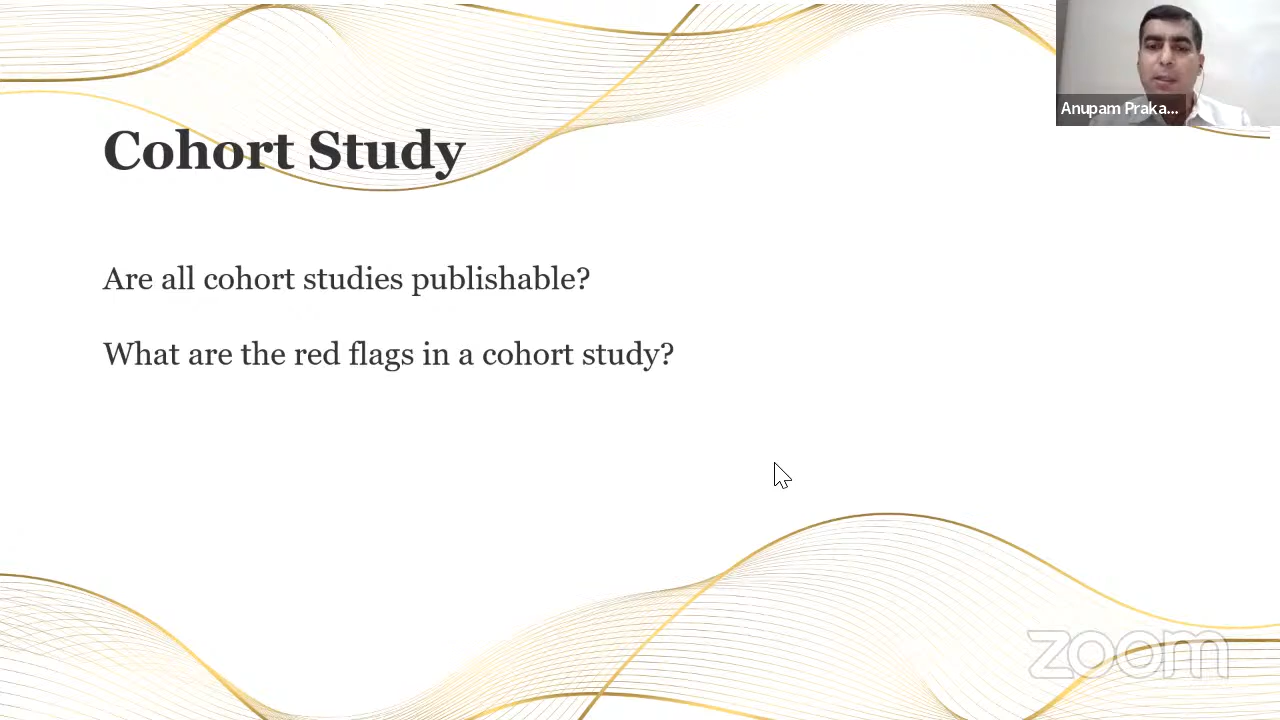 Anupam Praka...
Cohort Study
Are all cohort studies publishable?
What are the red flags in a cohort study?
zoom